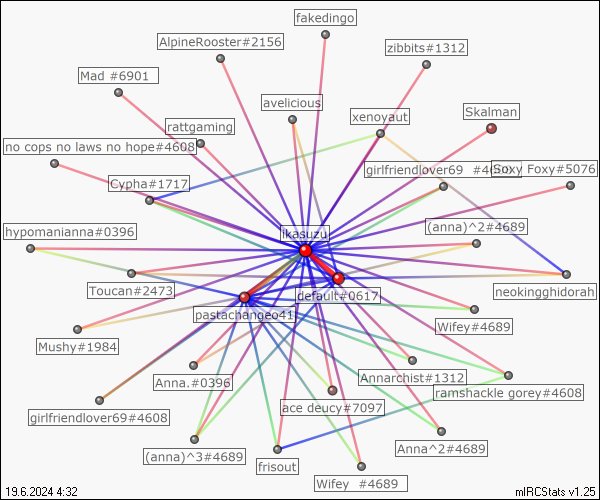 fakedingo
AlpineRooster#2156
zibbits#1312
Mad #6901
avelicious
xenoyaut
Skalman
rattgaming
no cops no laws no hope#4608
girlfriendlover69 #4608
Soxy Foxy#5076
Cypha#1717
(anna)^2#4689
hypomanianna#0396
ikasuzu
Toucan#2473
default#0617
neokingghidorah
pastachangeo41
Wifey#4689
Mushy#1984
Anna.#0396
Annarchist#1312
ramshackle gorey#4608
girlfriendlover69#4608
ace deucy#7097
Anna^2#4689
(anna)^3#4689
frisout
Wifey #4689
19.6.2024 4:32
mIRCStats v1.25